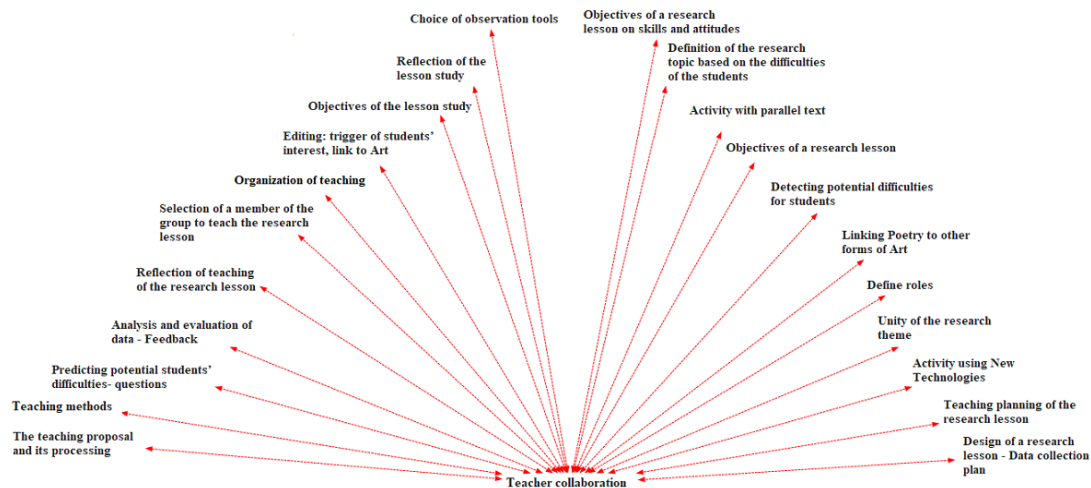 Choice of observation tools
Objectives of a research
lesson on skills and attitudes
Reflection of the
lesson study
Definition of the research
topic based on the difficulties
of the students
Objectives of the lesson study
Activity with parallel text
Editing: trigger of students'
interest, link to Art
Objectives of a research lesson
Organization of teaching
Detecting potential difficulties
for students
Selection of a member of the
group to teach the research
lesson
Linking Poetry to other
forms of Art
Reflection of teaching
of the research lesson
Define roles
Analysis and evaluation of
data - Feedback
Unity of the research
theme
Predicting potential students'
difficulties- questions
Activity using New
Technologies
Teaching methods
Teaching planning of the
research lesson
The teaching proposal
and its processing
Design of a research
lesson - Data collection
plan
Teacher collaboration